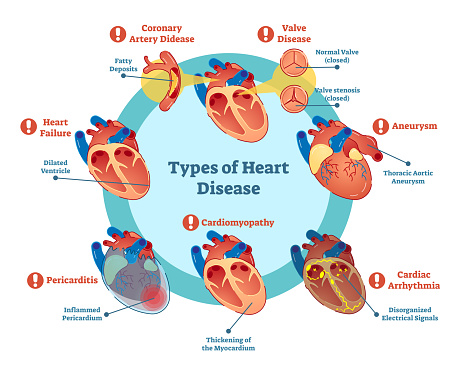 Coronary
Artery Disease
Fatty
Deposits
Valve
Disease
Normal Valve
(closed)
Valve stenosis
(closed)
Heart
Failure
Dilated
Ventricle
Aneurysm
Thoracic Aortic
Aneurysm
Types of Heart
Disease
Cardiomyopathy
Thickening of
the Myocardium
Pericarditis
Inflammed
Pericardium
Cardiac
Arrhythmia
Disorganized
Electrical Signals